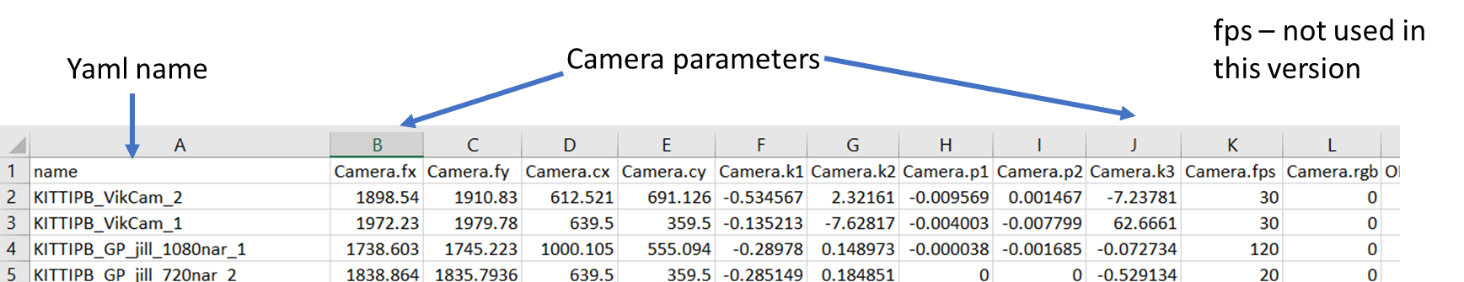 fps – not used in
this version
Yaml name
Camera parameters
A B C D E F G H I J K L
1 name Camera.fx Camera.fy Camera.cx Camera.cy Camera.k1 Camera.k2 Camera.p1 Camera.p2 Camera.k3 Camera.fps Camera.rgb
2 KITTIPB_VikCam_2 1898.54 1910.83 612.521 691.126 -0.534567 2.32161 -0.009569 0.001467 -7.23781 30 0
3 KITTIPB_VikCam_1 1972.23 1979.78 639.5 359.5 -0.135213 -7.62817 -0.004003 -0.007799 62.6661 30 0
4 KITTIPB_GP_jill_1080nar_1 1738.603 1745.223 1000.105 555.094 -0.28978 0.148973 -0.000038 -0.001685 -0.072734 120 0
5 KITTIPB_GP_jill_720nar_2 1838.864 1835.7936 639.5 359.5 -0.285149 0.184851 0 0 -0.529134 20 0